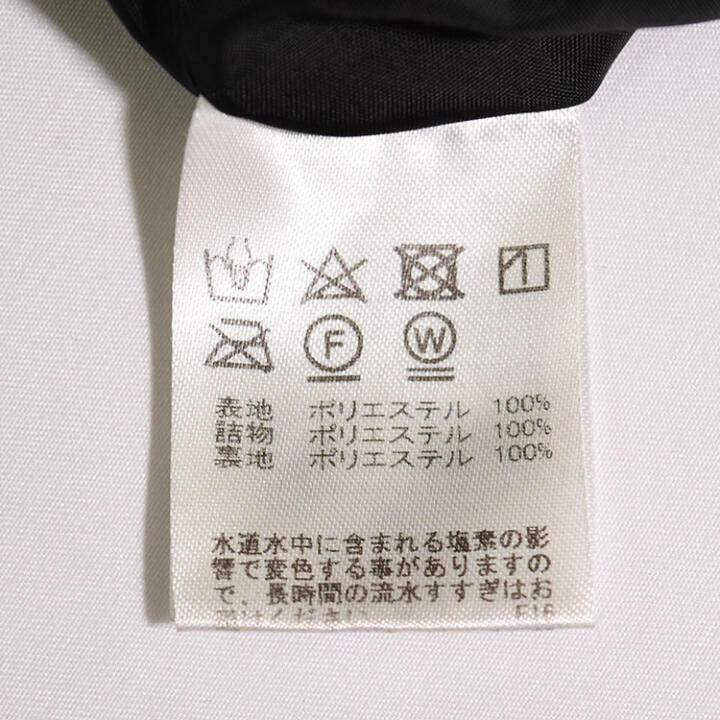 F W
表地 ポリエステル 100%
詰物 ポリエステル 100%
裏地 ポリエステル 100%
水道水中に含まれる塩素の影
響で変色する事がありますの
で、長時間の流水すすぎはお